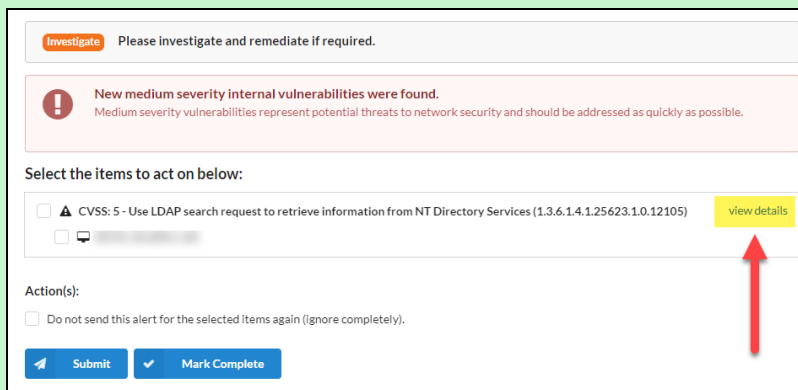 Investigate Please investigate and remediate if required.
New medium severity internal vulnerabilities were found.
Medium severity vulnerabilities represent potential threats to network security and should be addressed as quickly as possible.
Select the items to act on below:
CVSS: 5 - Use LDAP search request to retrieve information from NT Directory Services (1.3.6.1.4.1.25623.1.0.12105) view details
Action(s):
Do not send this alert for the selected items again (ignore completely).
Submit Mark Complete